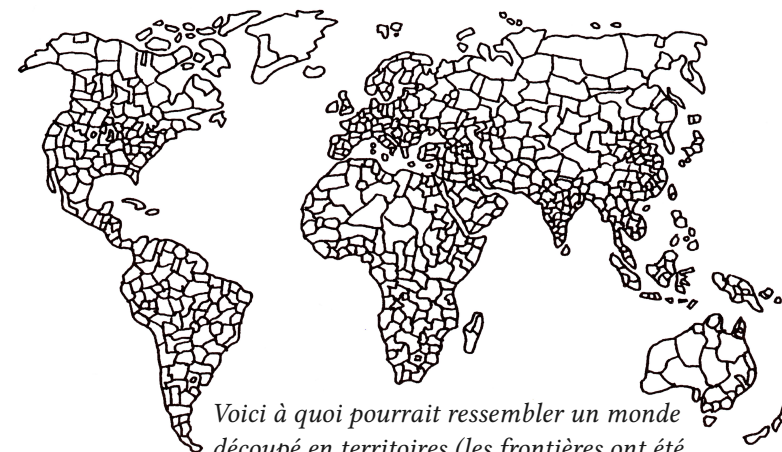 Voici à quoi pourrait ressembler un monde
découpé en territoires (les frontières ont été